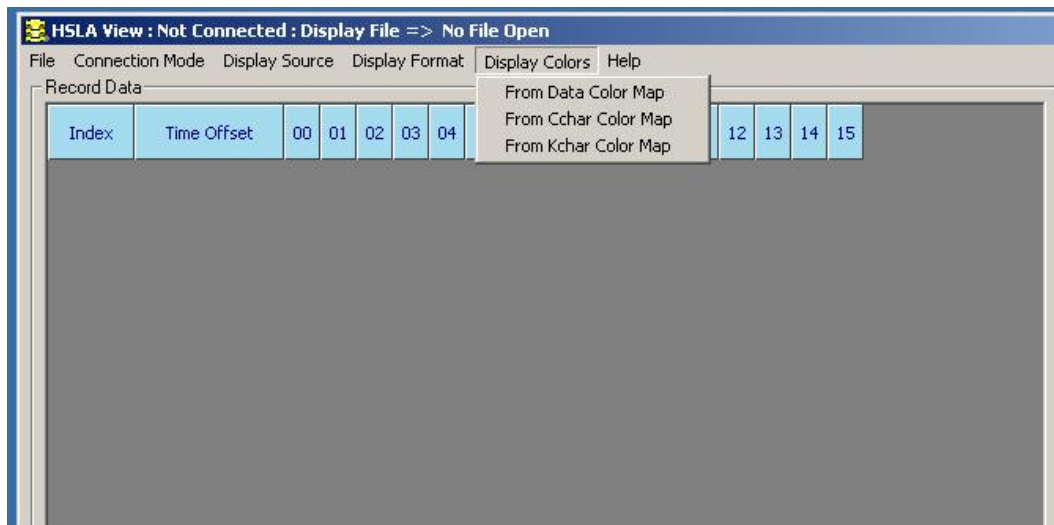 HSLA View : Not Connected : Display File => No File Open
File Connection Mode Display Source Display Format Display Colors Help
Record Data
From Data Color Map
Index Time Offset 00 01 02 03 04 12 13 14 15
From Cchar Color Map
From Kchar Color Map